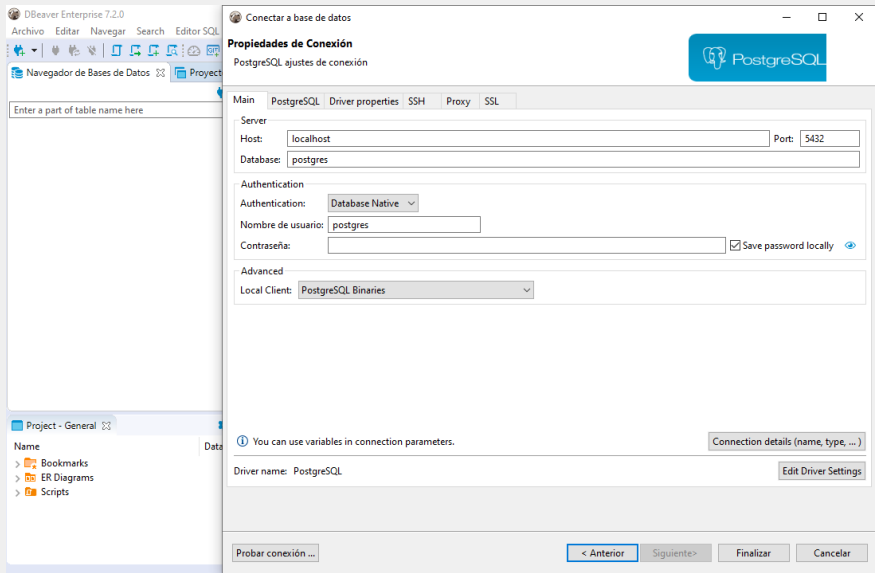 DBeaver Enterprise 7.2.0
Archivo Editar Navegar Search Editor SQL
Navegador de Bases de Datos
Proyect
Enter a part of table name here
Project - General
Name Data
Bookmarks
ER Diagrams
Scripts
Conectar a base de datos
Propiedades de Conexión
PostgreSQL ajustes de conexión
PostgreSQL
Main PostgreSQL Driver properties SSH Proxy SSL
Server
Host: localhost Port: 5432
Database: postgres
Authentication
Authentication: Database Native
Nombre de usuario: postgres
Contraseña: Save password locally
Advanced
Local Client: PostgreSQL Binaries
You can use variables in connection parameters.
Connection details (name, type, ... )
Driver name: PostgreSQL
Edit Driver Settings
Probar conexión ... < Anterior Siguiente> Finalizar Cancelar